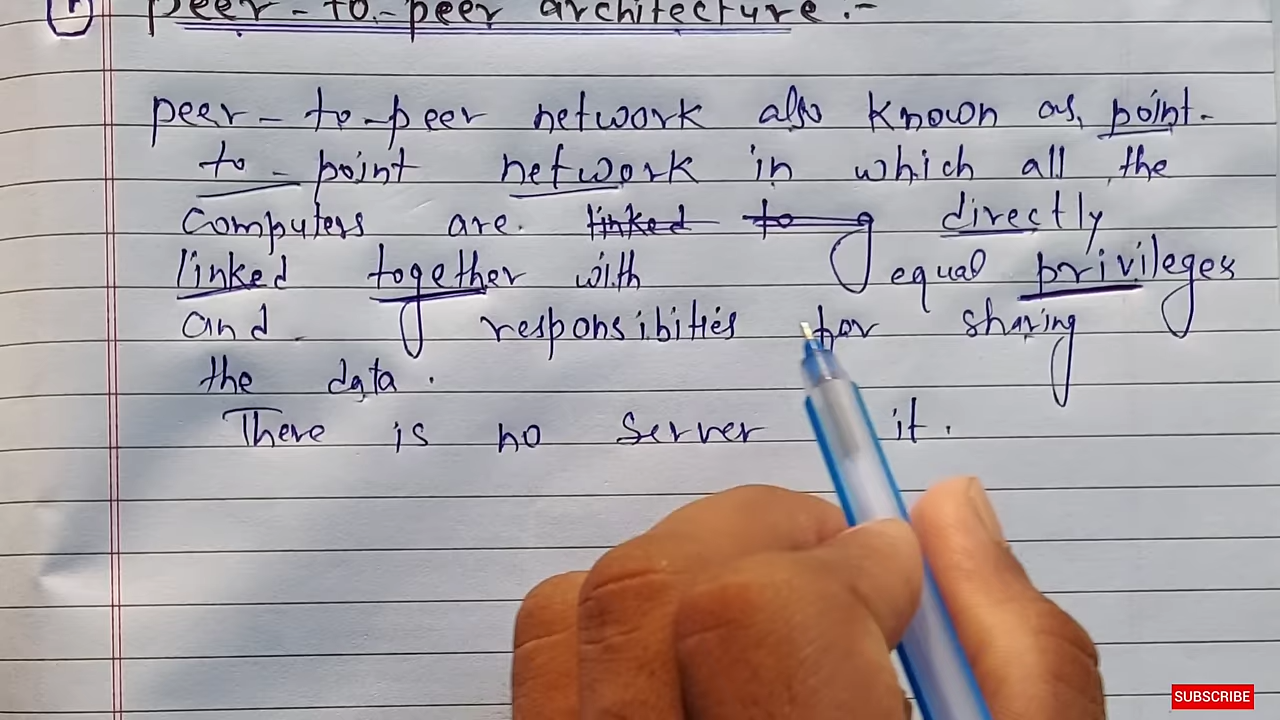 peer-to-peer architecture :-
peer-to-peer network also known as, point-
to-point network in which all the
computers are. linked to directly
linked together with equal privileges
and responsibities for sharing
the data.
There is no server it.
SUBSCRIBE